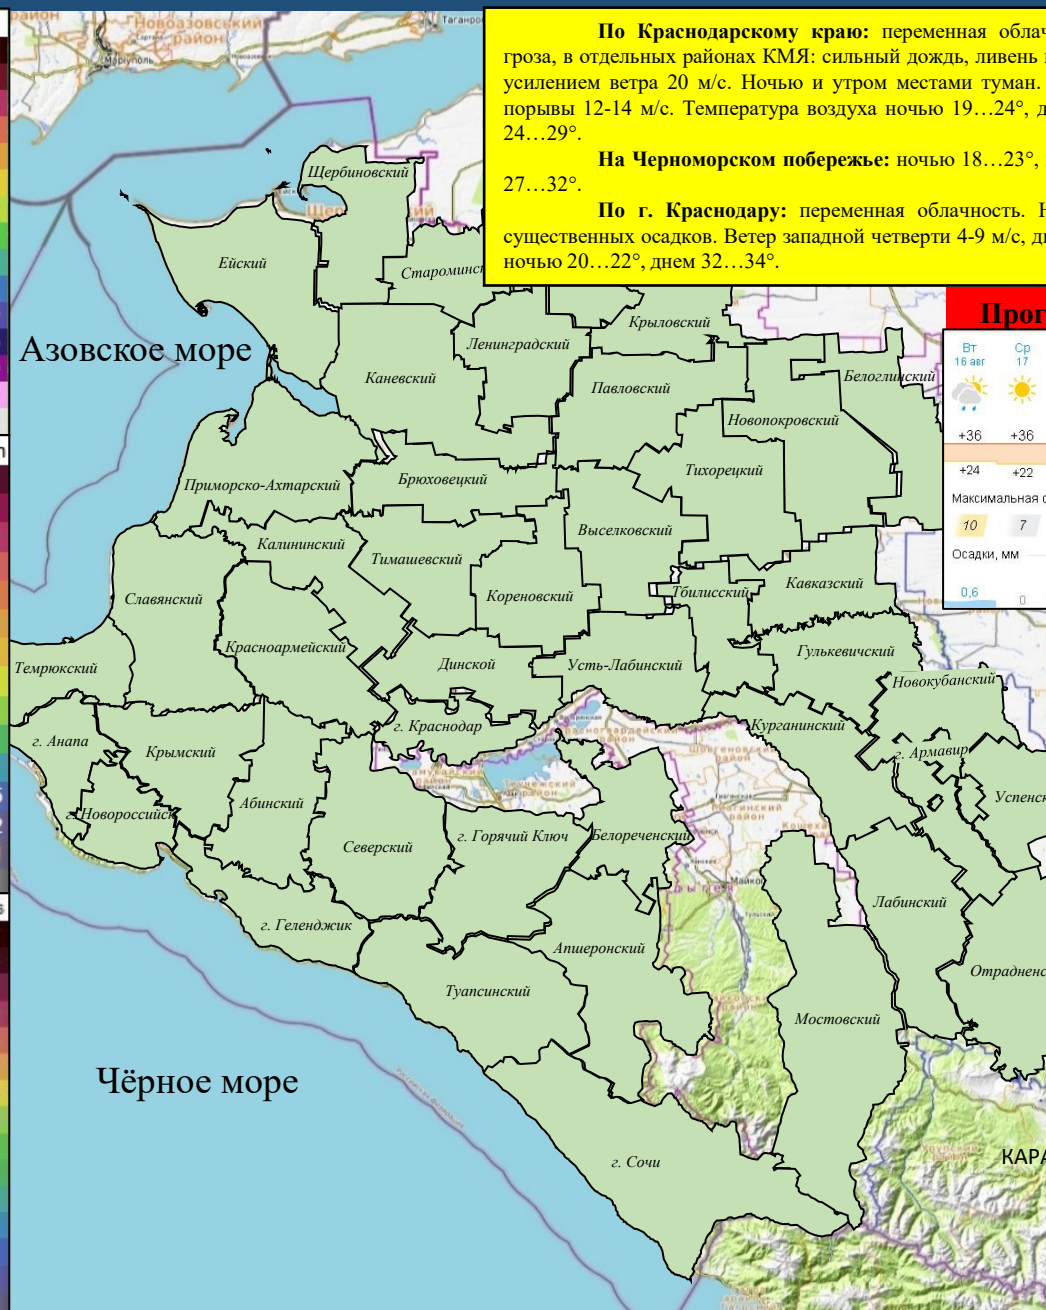 По Краснодарскому краю: переменная облач
гроза, в отдельных районах КМЯ: сильный дождь, ливень
усилением ветра 20 м/с. Ночью и утром местами туман.
порывы 12-14 м/с. Температура воздуха ночью 19…24°, д
24…29°.
На Черноморском побережье: ночью 18…23°,
27…32°.
По г. Краснодару: переменная облачность. Н
существенных осадков. Ветер западной четверти 4-9 м/с, дн
ночью 20…22°, днем 32…34°.
Новоазовський
район
Мариуполь
Таганро
Щербиновский
Ейский
Староминс
Крыловский
Ленинградский
Прог
Вт
Ср
16 авг
17
+36
+36
+24
+22
Максимальная с
10
7
Осадки, мм
0,6
0
Азовское море
Каневский
Павловский
Белоглинский
Новопокровский
Тихорецкий
Приморско-Ахтарский
Брюховецкий
Выселковский
Калининский
Тимашевский
Славянский
Кореновский
Тбилисский
Кавказский
Темрюкский
Красноармейский
Динской
Усть-Лабинский
Гулькевичский
Новокубанский
г. Краснодар
Курганинский
г. Анапа
Крымский
г. Армавир
Успенск
г. Новороссийск
Абинский
Северский
г. Горячий Ключ
Белореченский
Майкоп
Лабинский
г. Геленджик
Апшеронский
Отрадненс
Туапсинский
Мостовский
Чёрное море
г. Сочи
КАРА